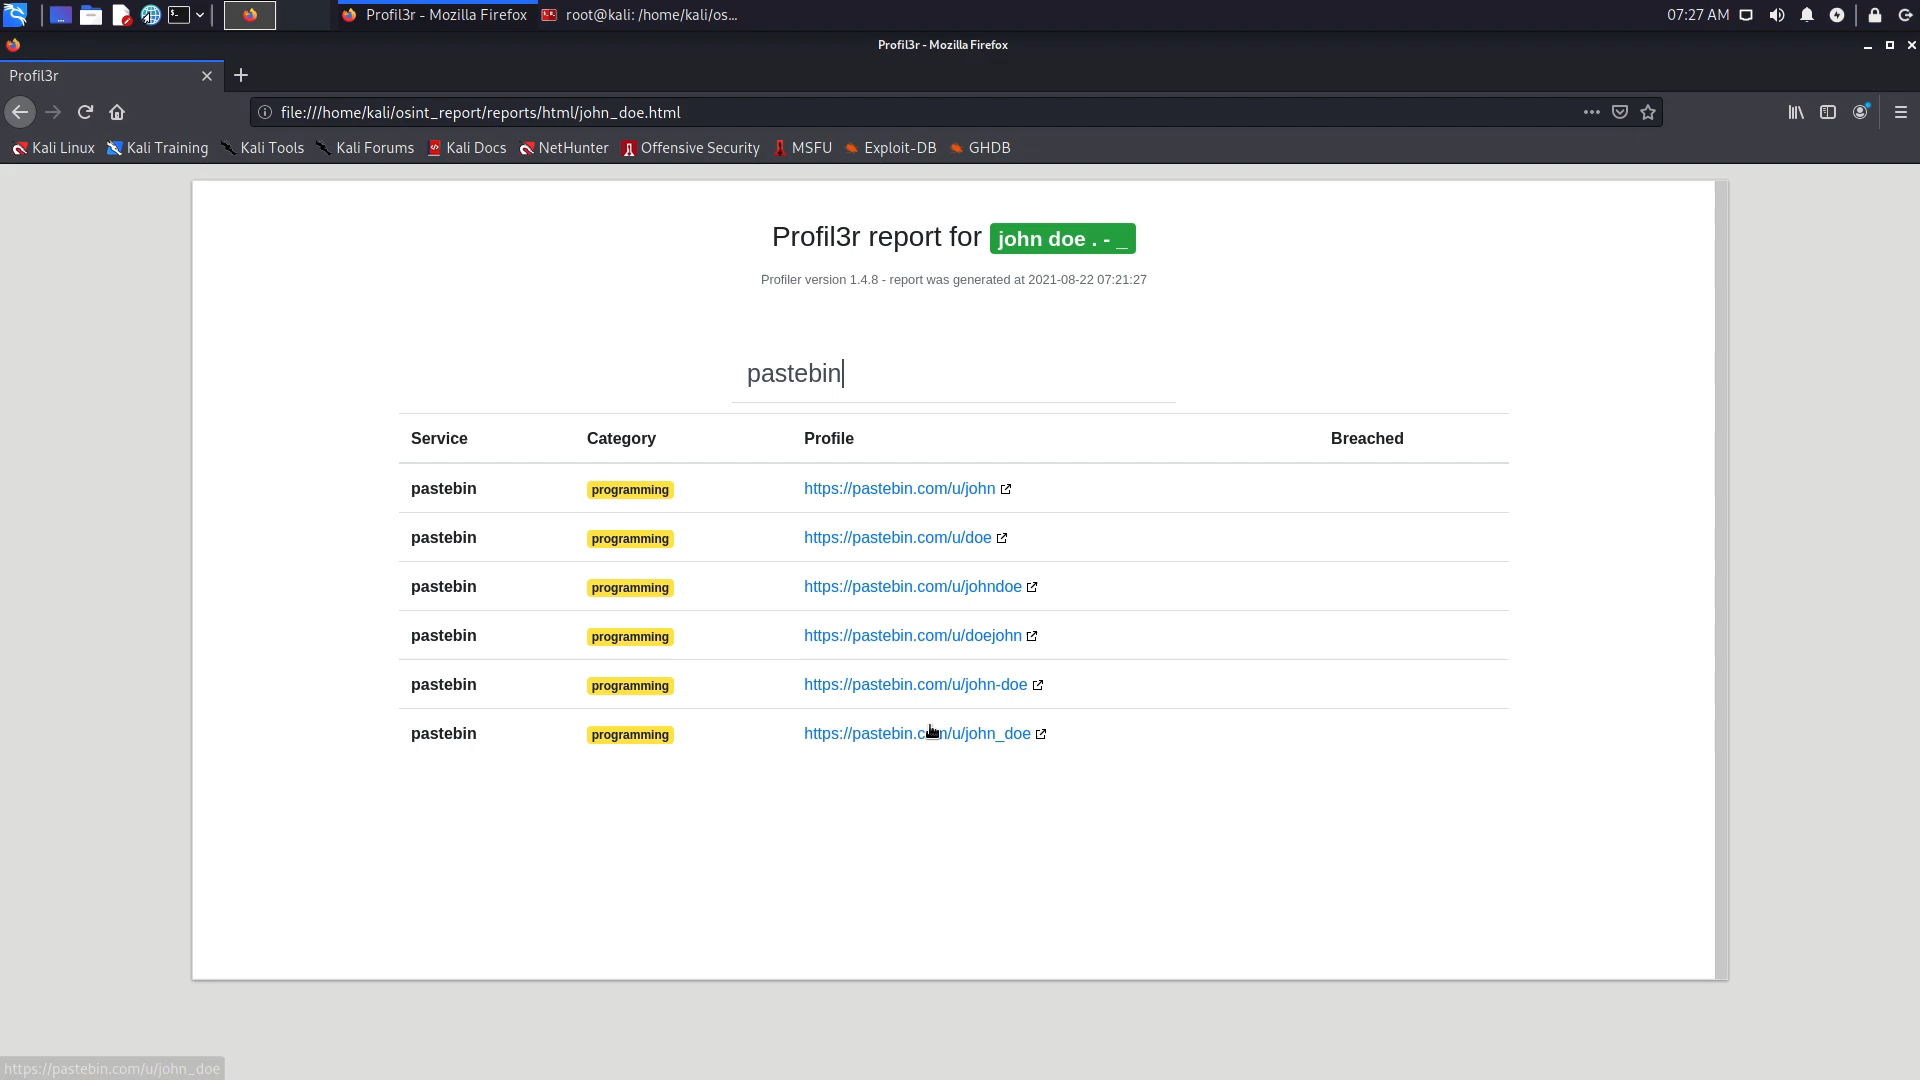 Profil3r - Mozilla Firefox
root@kali: /home/kali/os...
07:27 AM
Profil3r - Mozilla Firefox
Profil3r
file:///home/kali/osint_report/reports/html/john_doe.html
Kali Linux
Kali Training
Kali Tools
Kali Forums
Kali Docs
NetHunter
Offensive Security
MSFU
Exploit-DB
GHDB
Profil3r report for john doe . - _
Profiler version 1.4.8 - report was generated at 2021-08-22 07:21:27
pastebin
Service Category Profile Breached
pastebin programming https://pastebin.com/u/john
pastebin programming https://pastebin.com/u/doe
pastebin programming https://pastebin.com/u/johndoe
pastebin programming https://pastebin.com/u/doejohn
pastebin programming https://pastebin.com/u/john-doe
pastebin programming https://pastebin.com/u/john_doe
https://pastebin.com/u/john_doe